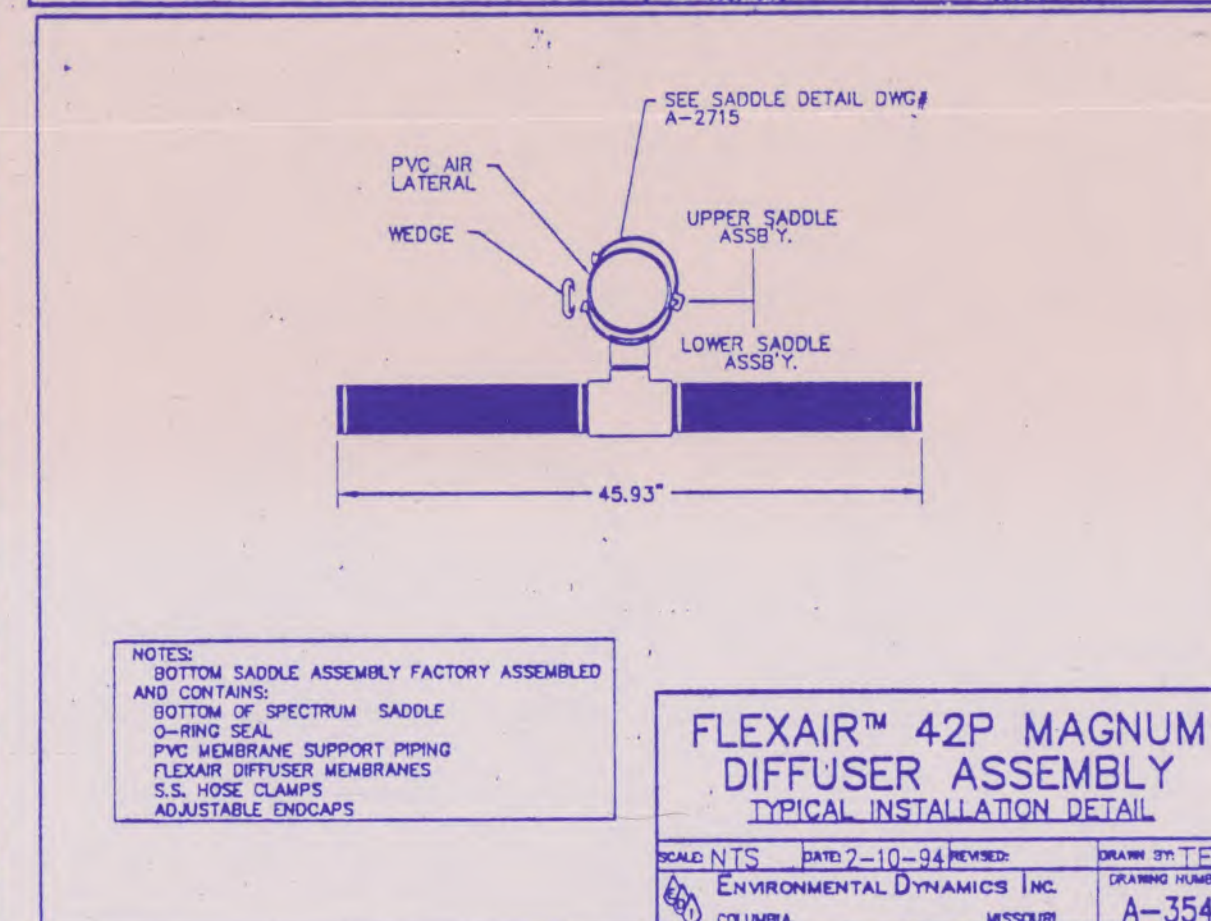 SEE SADDLE DETAIL DWG#
A-2715
PVC AIR
LATERAL
WEDGE
UPPER SADDLE
ASSB'Y.
LOWER SADDLE
ASSB'Y.
45.93"
NOTES:
BOTTOM SADDLE ASSEMBLY FACTORY ASSEMBLED
AND CONTAINS:
BOTTOM OF SPECTRUM SADDLE
O-RING SEAL
PVC MEMBRANE SUPPORT PIPING
FLEXAIR DIFFUSER MEMBRANES
S.S. HOSE CLAMPS
ADJUSTABLE ENDCAPS
FLEXAIR™ 42P MAGNUM
DIFFUSER ASSEMBLY
TYPICAL INSTALLATION DETAIL
SCALE: NTS DATE: 2-10-94 REVISED: DRAWN BY:
EDI ENVIRONMENTAL DYNAMICS INC. DRAWING
COLUMBIA MISSOURI A-354